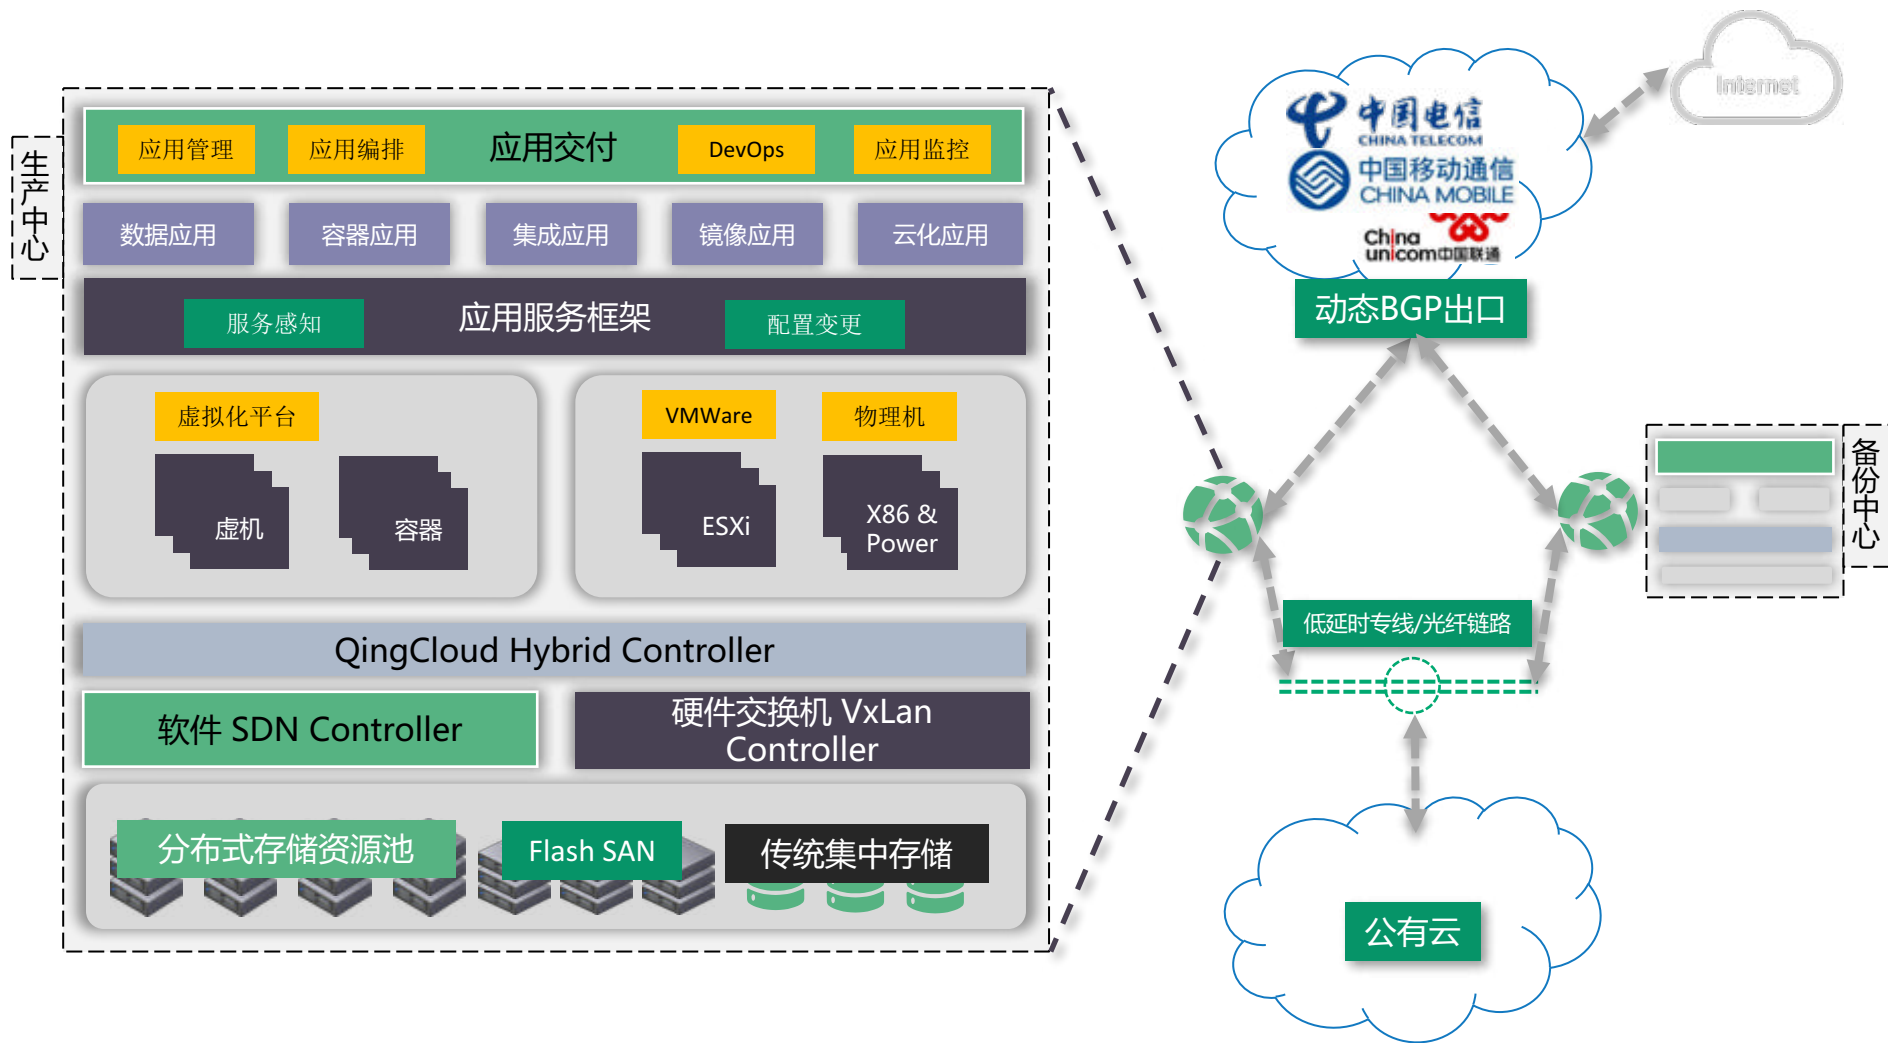 生产中心
应用管理
应用编排
应用交付
DevOps
应用监控
数据应用
容器应用
集成应用
镜像应用
云化应用
服务感知
应用服务框架
配置变更
虚拟化平台
虚机
容器
VMWare
物理机
ESXi
X86 &
Power
QingCloud Hybrid Controller
软件 SDN Controller
硬件交换机 VxLan
Controller
分布式存储资源池
Flash SAN
传统集中存储
中国电信
CHINA TELECOM
中国移动通信
CHINA MOBILE
China
unicom中国联通
Internet
动态BGP出口
备份中心
低延时专线/光纤链路
公有云